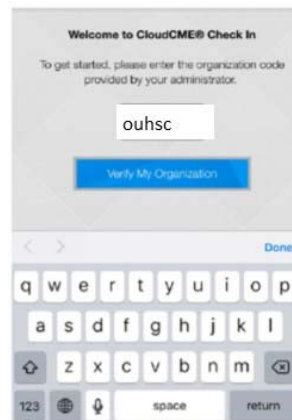 Welcome to CloudCME® Check In
To get started, please enter the organization code
provided by your administrator.
ouhsc
Verify My Organization
Done
q w e r t y u i o p
a s d f g h j k l
z x c v b n m
123 space return